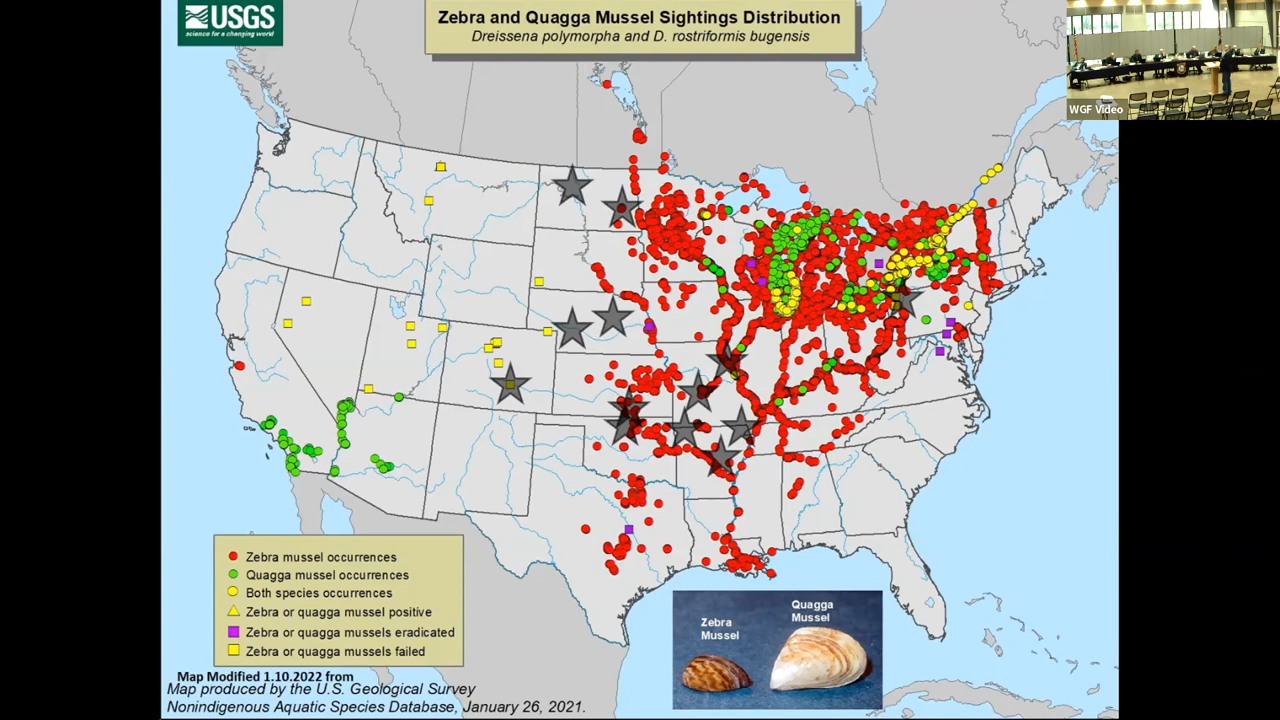 USGS
science for a changing world
Zebra and Quagga Mussel Sightings Distribution
Dreissena polymorpha and D. rostriformis bugensis
WGF Video
Zebra mussel occurrences
Quagga mussel occurrences
Both species occurrences
Zebra or quagga mussel positive
Zebra or quagga mussels eradicated
Zebra or quagga mussels failed
Zebra
Mussel
Quagga
Mussel
Map Modified 1.10.2022 from
Map produced by the U.S. Geological Survey
Nonindigenous Aquatic Species Database, January 26, 2021.